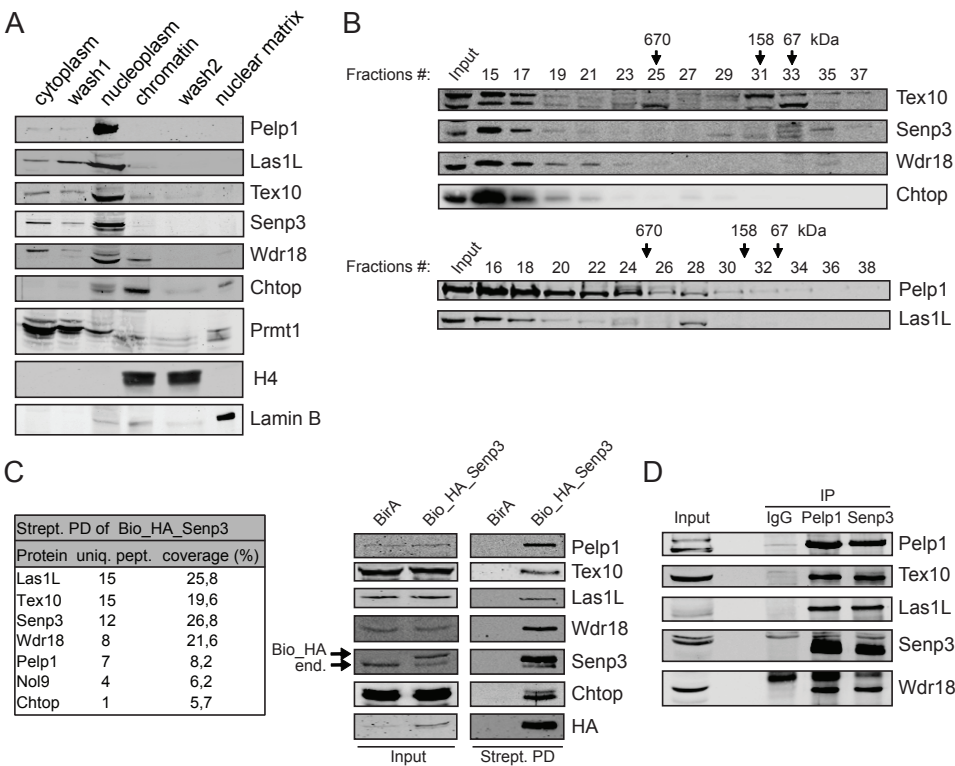 A
cytoplasm
wash1
nucleoplasm
chromatin
wash2
nuclear matrix
Pelp1
Las1L
Tex10
Senp3
Wdr18
Chtop
Prmt1
H4
Lamin B
B
670 158 67 kDa
Fractions #: Input 15 17 19 21 23 25 27 29 31 33 35 37
Tex10
Senp3
Wdr18
Chtop
670 158 67 kDa
Fractions #: Input 16 18 20 22 24 26 28 30 32 34 36 38
Pelp1
Las1L
C
Strept. PD of Bio_HA_Senp3
Protein uniq. pept. coverage (%)
Las1L 15 25,8
Tex10 15 19,6
Senp3 12 26,8
Wdr18 8 21,6
Pelp1 7 8,2
Nol9 4 6,2
Chtop 1 5,7
BirA Bio_HA_Senp3 BirA Bio_HA_Senp3
Pelp1
Tex10
Las1L
Wdr18
Bio_HA
end.
Senp3
Chtop
HA
Input Strept. PD
D
IP
Input IgG Pelp1 Senp3
Pelp1
Tex10
Las1L
Senp3
Wdr18